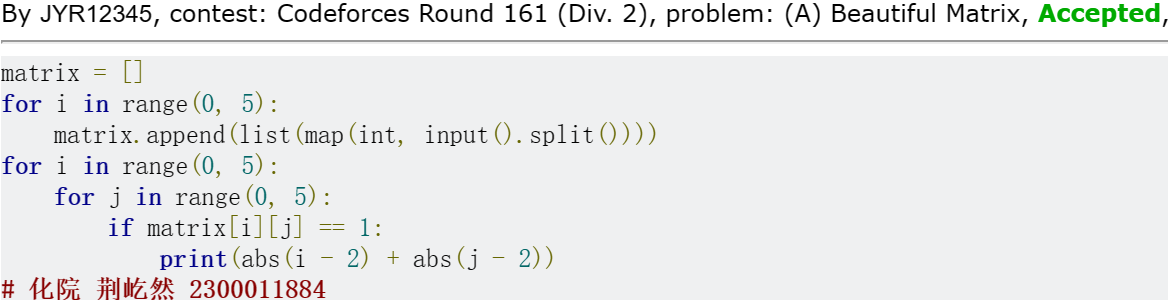 By JYR12345, contest: Codeforces Round 161 (Div. 2), problem: (A) Beautiful Matrix, Accepted,
matrix = []
for i in range(0, 5):
    matrix.append(list(map(int, input().split())))
for i in range(0, 5):
    for j in range(0, 5):
        if matrix[i][j] == 1:
            print(abs(i - 2) + abs(j - 2))
# 化院 荆屹然 2300011884